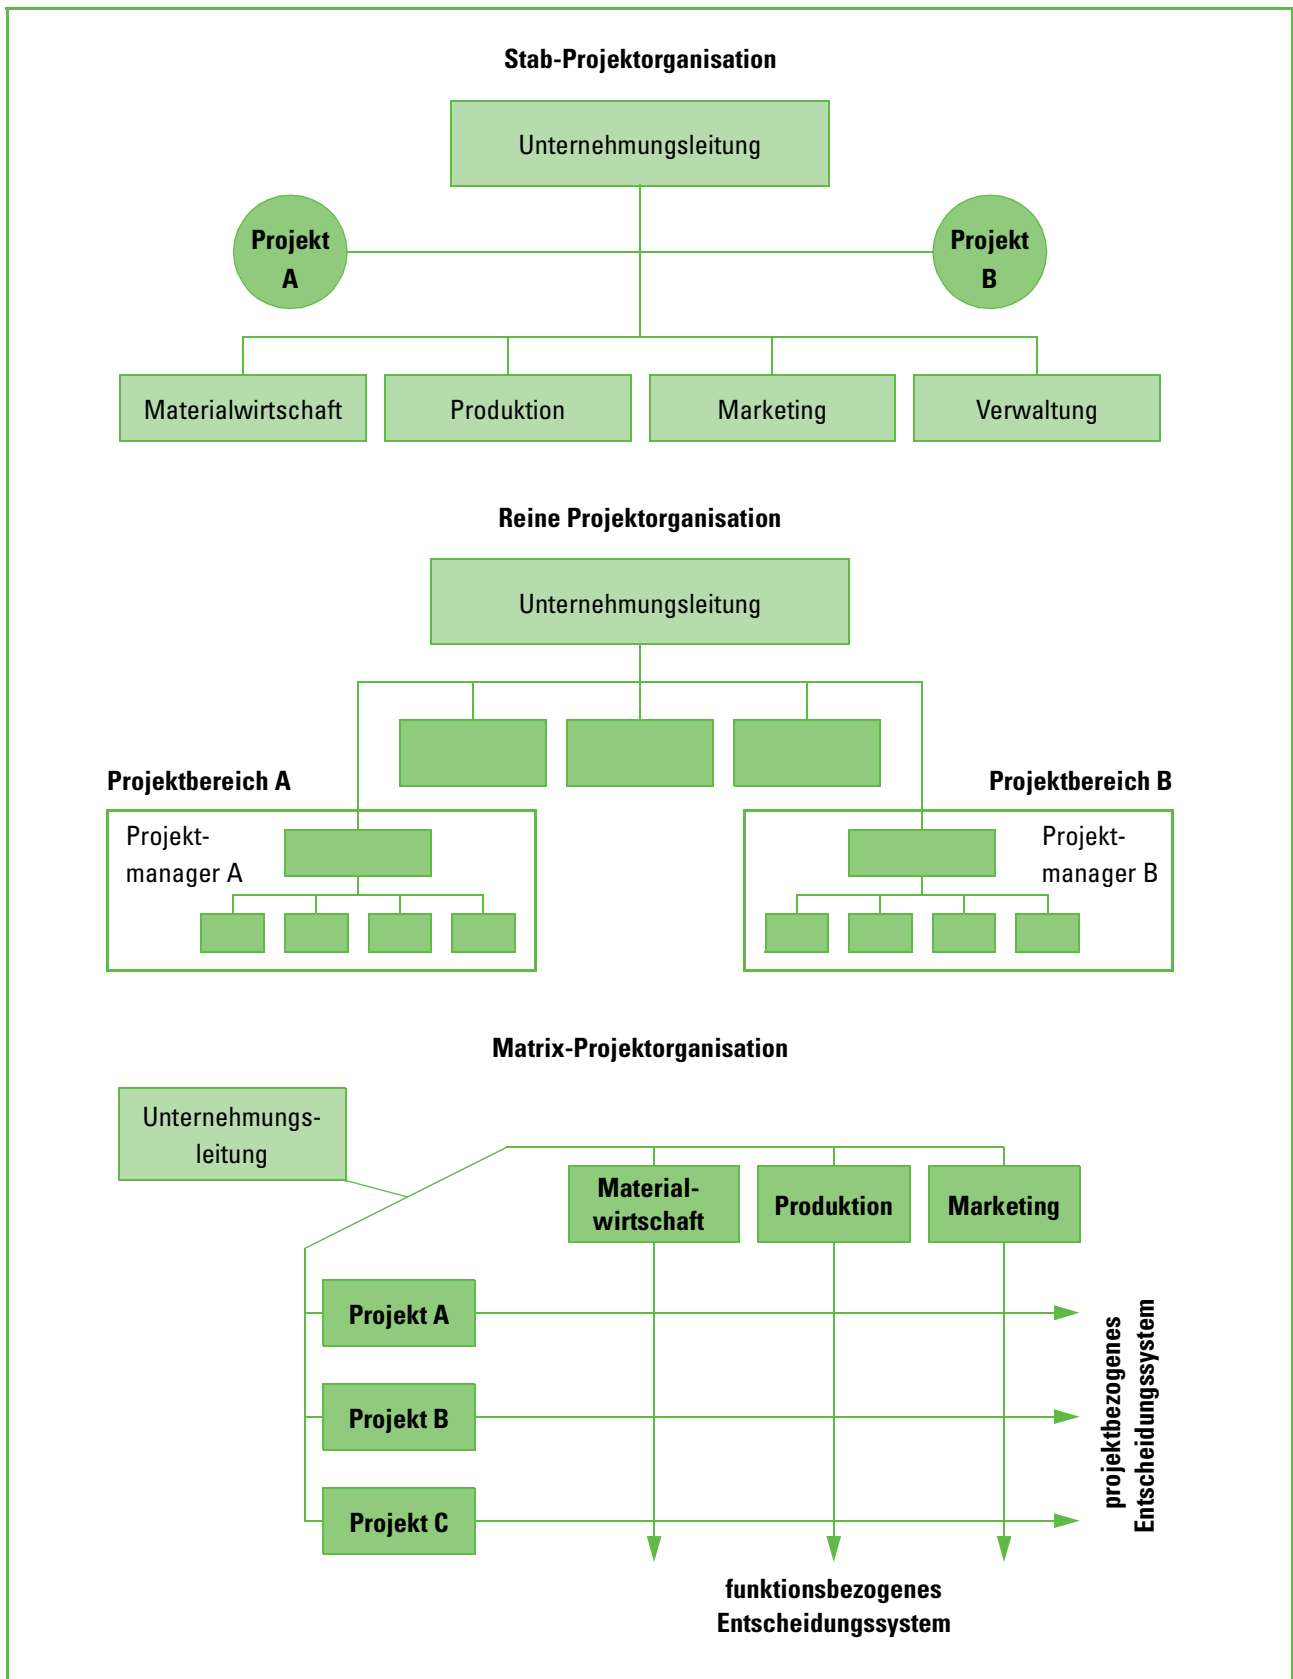 Stab-Projektorganisation
Unternehmungsleitung
Projekt
A
Projekt
B
Materialwirtschaft
Produktion
Marketing
Verwaltung
Reine Projektorganisation
Unternehmungsleitung
Projektbereich A
Projektbereich B
Projekt-
manager A
Projekt-
manager B
Matrix-Projektorganisation
Unternehmungs-
leitung
Material-
wirtschaft
Produktion
Marketing
Projekt A
Projekt B
Projekt C
projektbezogenes
Entscheidungssystem
funktionsbezogenes
Entscheidungssystem